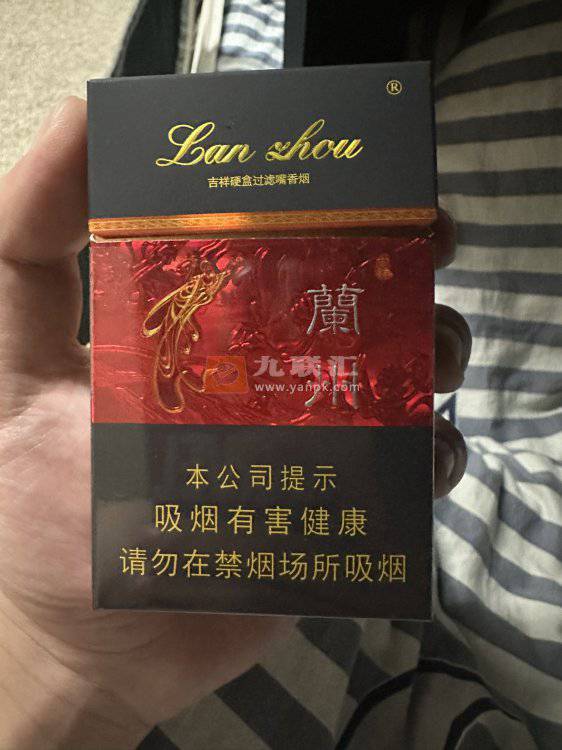 ®
Lan zhou
吉祥硬盒过滤嘴香烟
蘭州
九联汇
www.yanpk.com
本公司提示
吸烟有害健康
请勿在禁烟场所吸烟